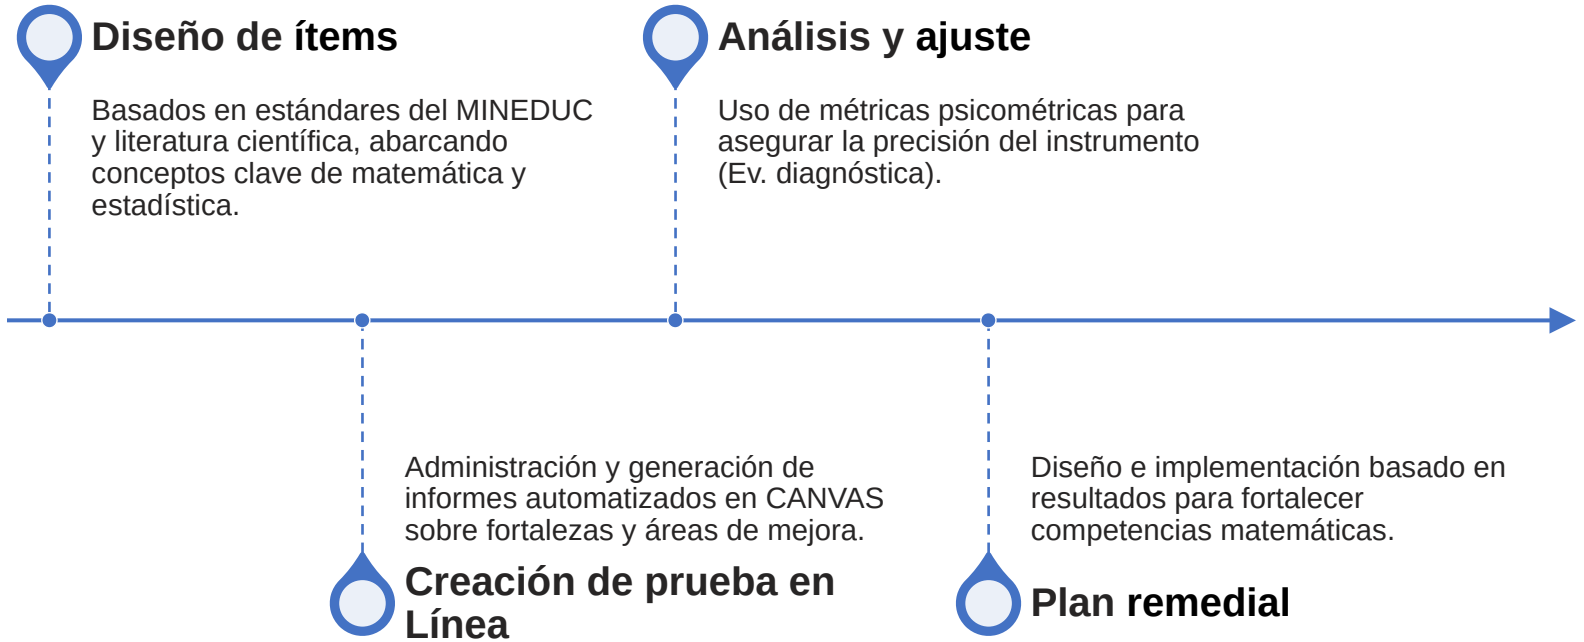 Diseño de ítems
Basados en estándares del MINEDUC
y literatura científica, abarcando
conceptos clave de matemática y
estadística.
Análisis y ajuste
Uso de métricas psicométricas para
asegurar la precisión del instrumento
(Ev. diagnóstica).
Administración y generación de
informes automatizados en CANVAS
sobre fortalezas y áreas de mejora.
Creación de prueba en
Línea
Diseño e implementación basado en
resultados para fortalecer
competencias matemáticas.
Plan remedial